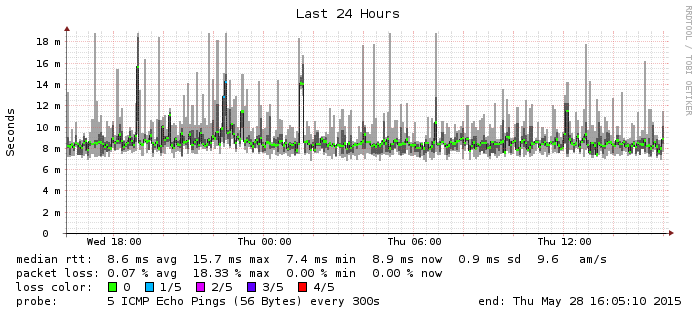 Last 24 Hours
RRDTOOL / TOBI OETIKER
Seconds
18 m
16 m
14 m
12 m
10 m
8 m
6 m
4 m
2 m
0
Wed 18:00 Thu 00:00 Thu 06:00 Thu 12:00
median rtt: 8.6 ms avg 15.7 ms max 7.4 ms min 8.9 ms now 0.9 ms sd 9.6 am/s
packet loss: 0.07 % avg 18.33 % max 0.00 % min 0.00 % now
loss color: 0 1/5 2/5 3/5 4/5
probe: 5 ICMP Echo Pings (56 Bytes) every 300s end: Thu May 28 16:05:10 2015